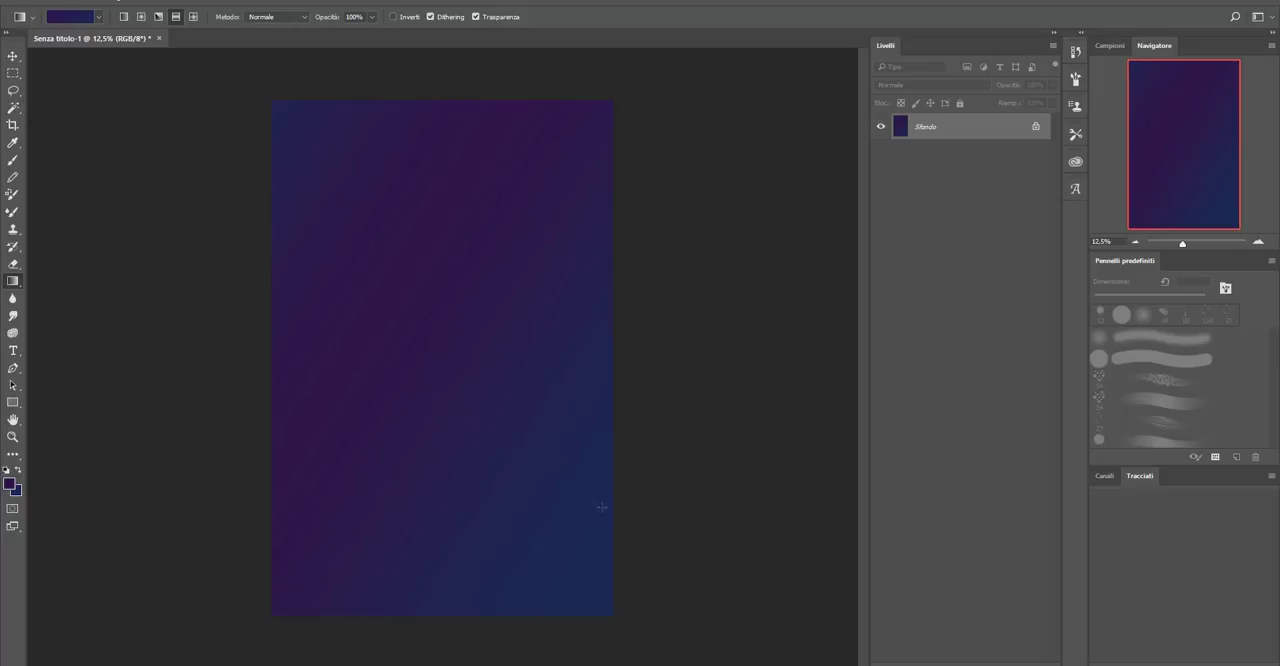 Metodo: Normale Opacità: 100% Inverti Dithering Trasparenza
Senza titolo-1 @ 12,5% (RGB/8*) * ×
Livelli
Campioni Navigatore
Tipo
Normale Opacità: 100%
Bloc.: Riemp.: 100%
Sfondo
12,5%
Pennelli predefiniti
Dimensione:
Canali Tracciati